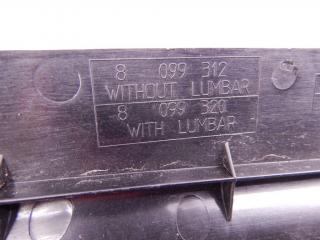 8 099 312
WITHOUT LUMBAR
8 099 320
WITH LUMBAR